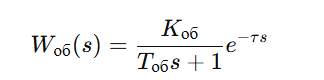 W_об(s) = K_об / (T_об s + 1) e^{−τs}